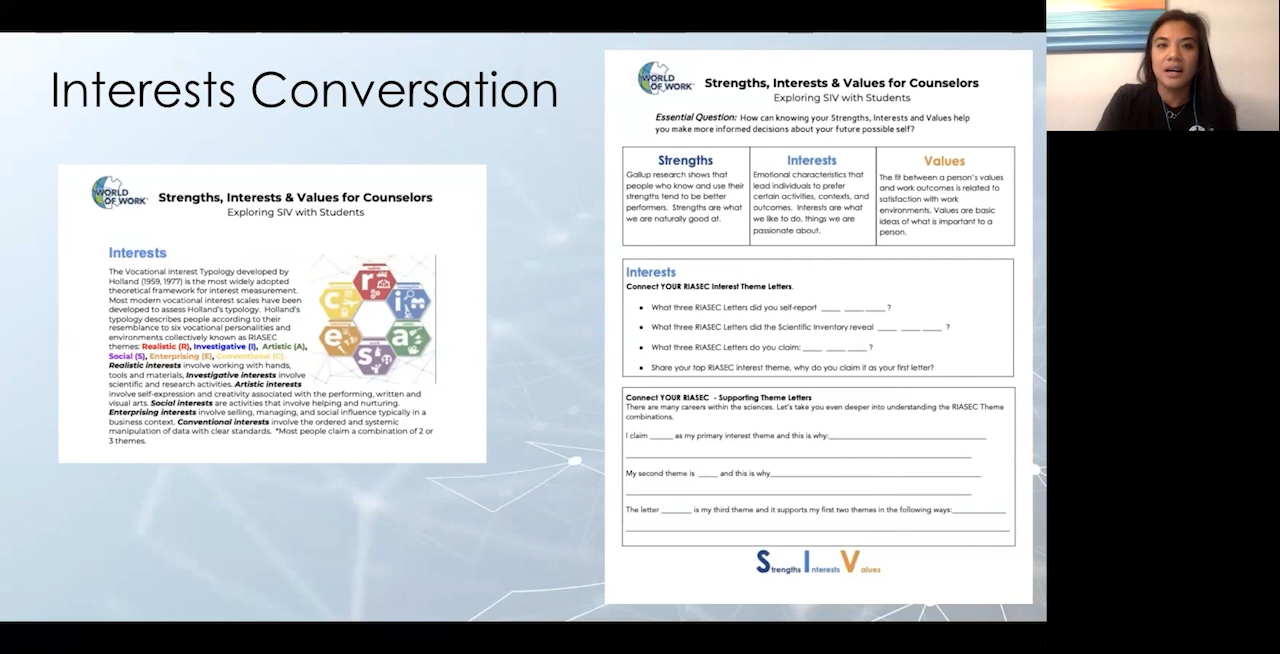 Interests Conversation
WORLD
OF WORK
Strengths, Interests & Values for Counselors
Exploring SIV with Students
Interests
The Vocational interest Typology developed by
Holland (1959, 1977) is the most widely adopted
theoretical framework for interest measurement.
Most modern vocational interest scales have been
developed to assess Holland's typology. Holland's
typology describes people according to their
resemblance to six vocational personalities and
environments collectively known as RIASEC
themes: Realistic (R), Investigative (I), Artistic (A),
Social (S), Enterprising (E), Conventional (C).
Realistic interests involve working with hands,
tools and materials, Investigative interests involve
scientific and research activities. Artistic interests
involve self-expression and creativity associated with the performing, written and
visual arts. Social interests are activities that involve helping and nurturing.
Enterprising interests involve selling, managing, and social influence typically in a
business context. Conventional interests involve the ordered and systemic
manipulation of data with clear standards. *Most people claim a combination of 2 or
3 themes.
r
i
a
s
e
c
WORLD
OF WORK
Strengths, Interests & Values for Counselors
Exploring SIV with Students
Essential Question: How can knowing your Strengths, Interests and Values help
you make more informed decisions about your future possible self?
Strengths
Gallup research shows that
people who know and use their
strengths tend to be better
performers. Strengths are what
we are naturally good at.
Interests
Emotional characteristics that
lead individuals to prefer
certain activities, contexts, and
outcomes. Interests are what
we like to do, things we are
passionate about.
Values
The fit between a person's values
and work outcomes is related to
satisfaction with work
environments. Values are basic
ideas of what is important to a
person.
Interests
Connect YOUR RIASEC Interest Theme Letters.
• What three RIASEC Letters did you self-report ____ ____ ____ ?
• What three RIASEC Letters did the Scientific Inventory reveal ____ ____ ____ ?
• What three RIASEC Letters do you claim: ____ ____ ____ ?
• Share your top RIASEC interest theme, why do you claim it as your first letter?
Connect YOUR RIASEC - Supporting Theme Letters
There are many careers within the sciences. Let's take you even deeper into understanding the RIASEC Theme
combinations.
I claim _____ as my primary interest theme and this is why:____________________
My second theme is ____ and this is why____________________
The letter ______ is my third theme and it supports my first two themes in the following ways:__________
Strengths Interests Values